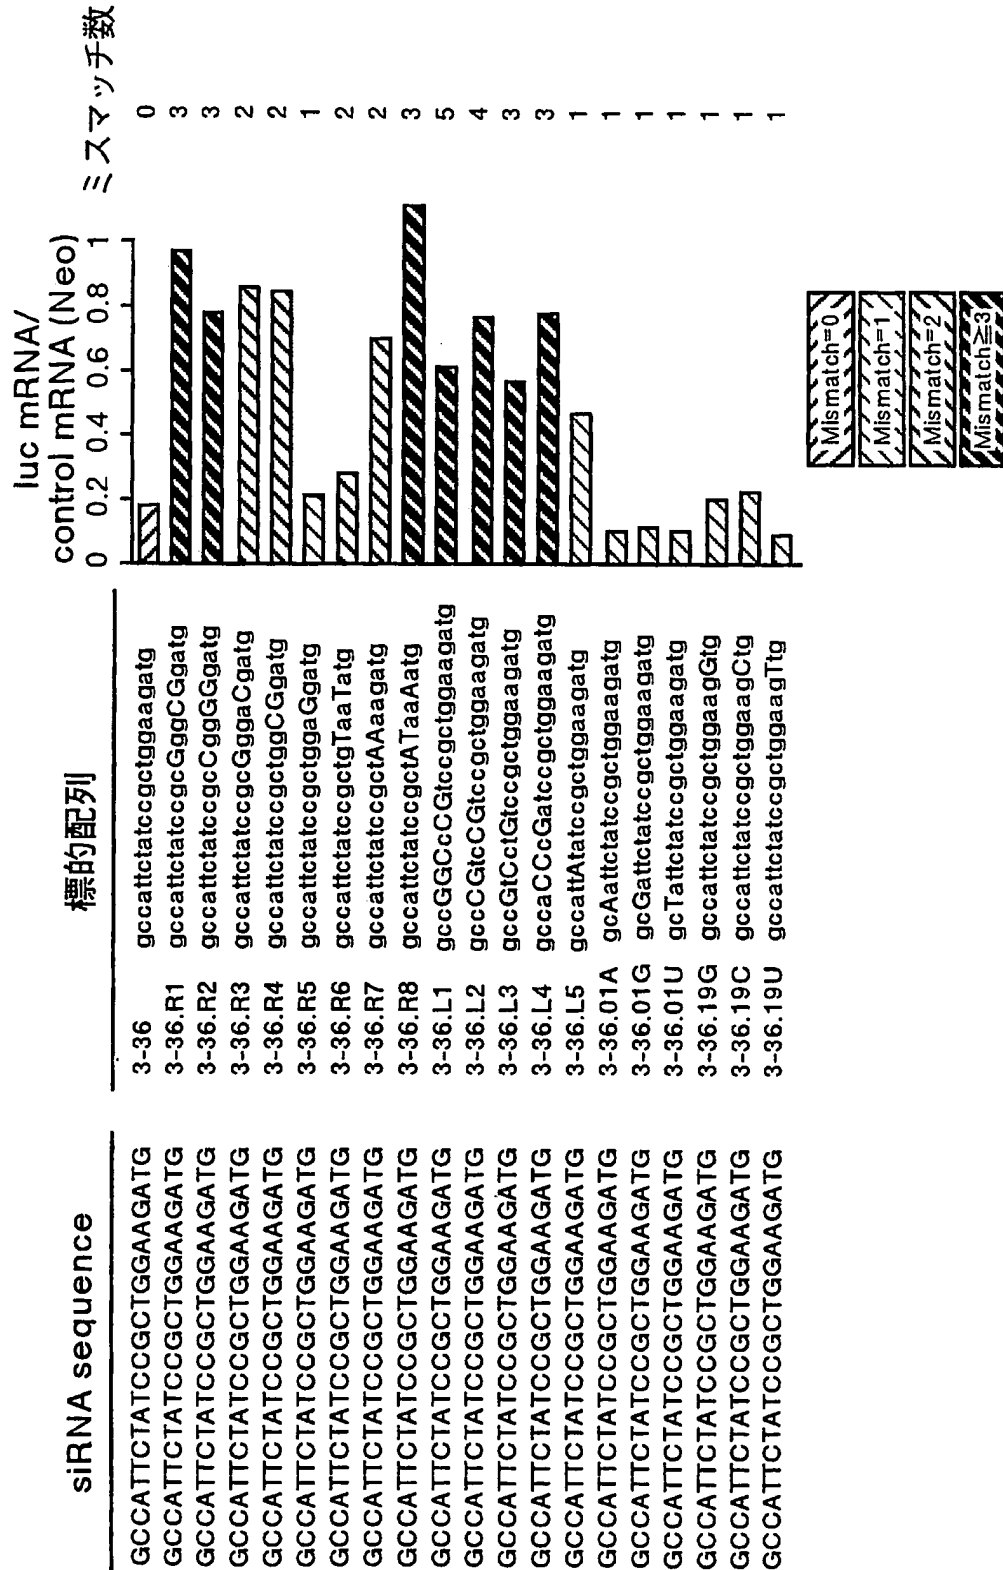 luc mRNA/
siRNA sequence 標的配列 control mRNA (Neo) ミスマッチ数
0 0.2 0.4 0.6 0.8 1
GCCATTCTATCCGCTGGAAGATG 3-36 gccattctatccgctggaagatg 0
GCCATTCTATCCGCTGGAAGATG 3-36.R1 gccattctatccgcGggCGgatg 3
GCCATTCTATCCGCTGGAAGATG 3-36.R2 gccattctatccgcCggGGgatg 3
GCCATTCTATCCGCTGGAAGATG 3-36.R3 gccattctatccgcGggaCgatg 2
GCCATTCTATCCGCTGGAAGATG 3-36.R4 gccattctatccgctggCGgatg 2
GCCATTCTATCCGCTGGAAGATG 3-36.R5 gccattctatccgctggaGgatg 1
GCCATTCTATCCGCTGGAAGATG 3-36.R6 gccattctatccgctgTaaTatg 2
GCCATTCTATCCGCTGGAAGATG 3-36.R7 gccattctatccgctAAaagatg 2
GCCATTCTATCCGCTGGAAGATG 3-36.R8 gccattctatccgctATaaAatg 3
GCCATTCTATCCGCTGGAAGATG 3-36.L1 gccGGCcCGtccgctggaagatg 5
GCCATTCTATCCGCTGGAAGATG 3-36.L2 gccCGtcCGtccgctggaagatg 4
GCCATTCTATCCGCTGGAAGATG 3-36.L3 gccGtCctGtccgctggaagatg 3
GCCATTCTATCCGCTGGAAGATG 3-36.L4 gccaCCcGatccgctggaagatg 3
GCCATTCTATCCGCTGGAAGATG 3-36.L5 gccattAtatccgctggaagatg 1
GCCATTCTATCCGCTGGAAGATG 3-36.01A gcAattctatccgctggaagatg 1
GCCATTCTATCCGCTGGAAGATG 3-36.01G gcGattctatccgctggaagatg 1
GCCATTCTATCCGCTGGAAGATG 3-36.01U gcTattctatccgctggaagatg 1
GCCATTCTATCCGCTGGAAGATG 3-36.19G gccattctatccgctggaagGtg 1
GCCATTCTATCCGCTGGAAGATG 3-36.19C gccattctatccgctggaagCtg 1
GCCATTCTATCCGCTGGAAGATG 3-36.19U gccattctatccgctggaagTtg 1
Mismatch=0
Mismatch=1
Mismatch=2
Mismatch≧3